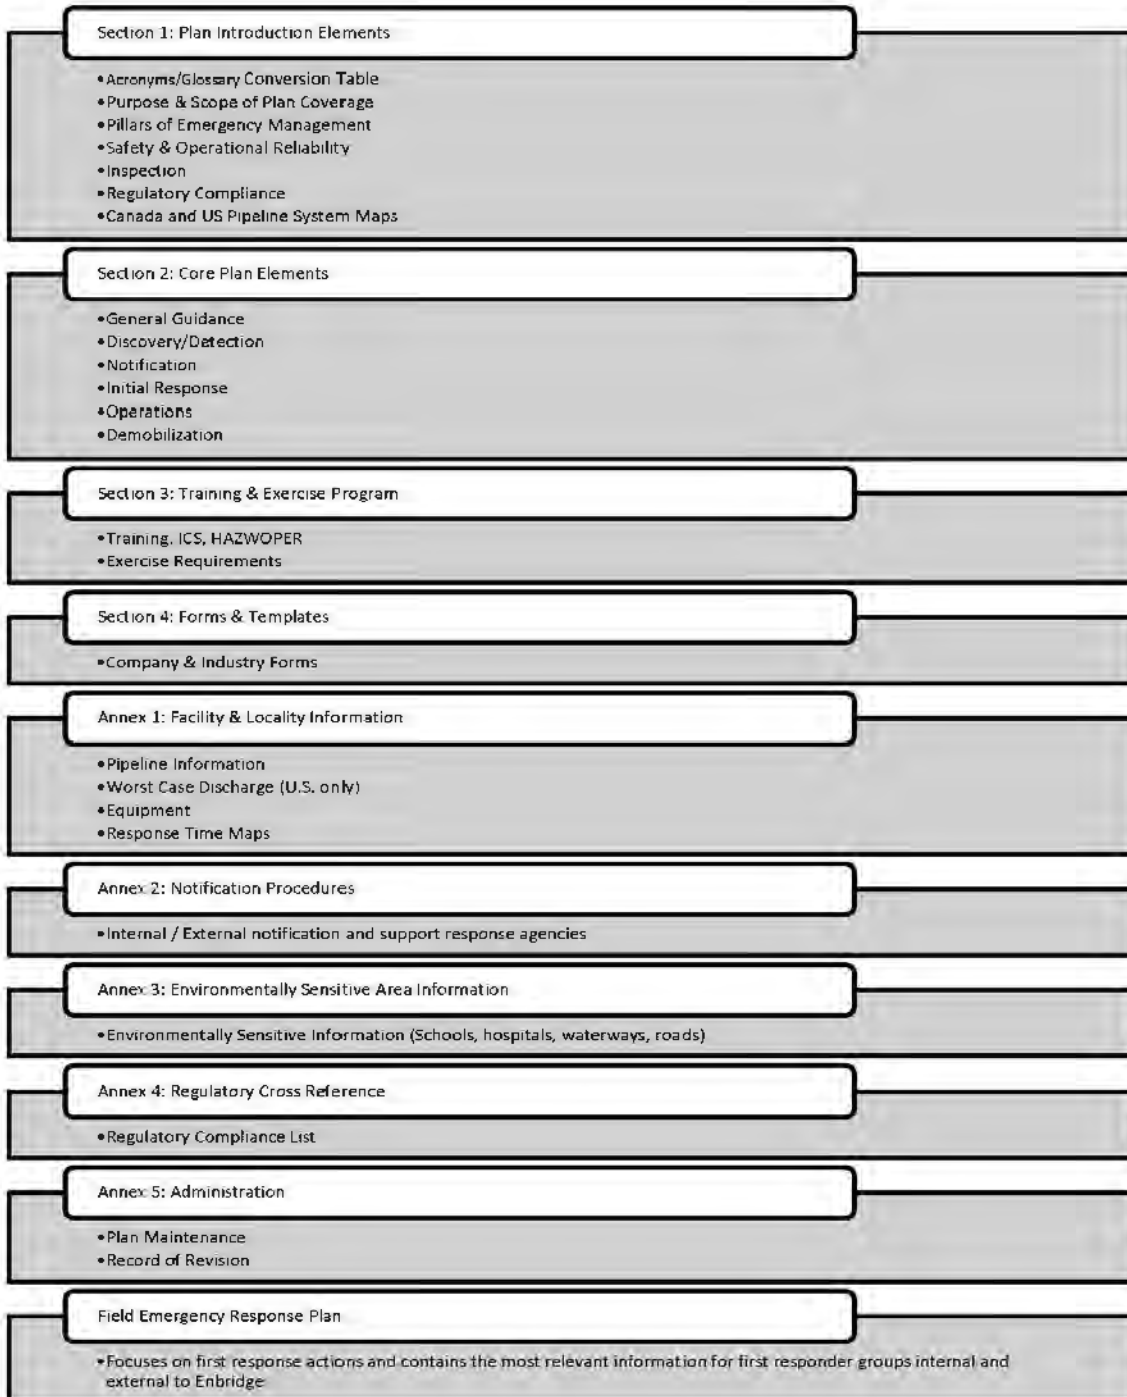 Section 1: Plan Introduction Elements
•Acronyms/Glossary Conversion Table
•Purpose & Scope of Plan Coverage
•Pillars of Emergency Management
•Safety & Operational Reliability
•Inspection
•Regulatory Compliance
•Canada and US Pipeline System Maps
Section 2: Core Plan Elements
•General Guidance
•Discovery/Detection
•Notification
•Initial Response
•Operations
•Demobilization
Section 3: Training & Exercise Program
•Training, ICS, HAZWOPER
•Exercise Requirements
Section 4: Forms & Templates
•Company & Industry Forms
Annex 1: Facility & Locality Information
•Pipeline Information
•Worst Case Discharge (U.S. only)
•Equipment
•Response Time Maps
Annex 2: Notification Procedures
•Internal / External notification and support response agencies
Annex 3: Environmentally Sensitive Area Information
•Environmentally Sensitive Information (Schools, hospitals, waterways, roads)
Annex 4: Regulatory Cross Reference
•Regulatory Compliance List
Annex 5: Administration
•Plan Maintenance
•Record of Revision
Field Emergency Response Plan
•Focuses on first response actions and contains the most relevant information for first responder groups internal and
external to Enbridge